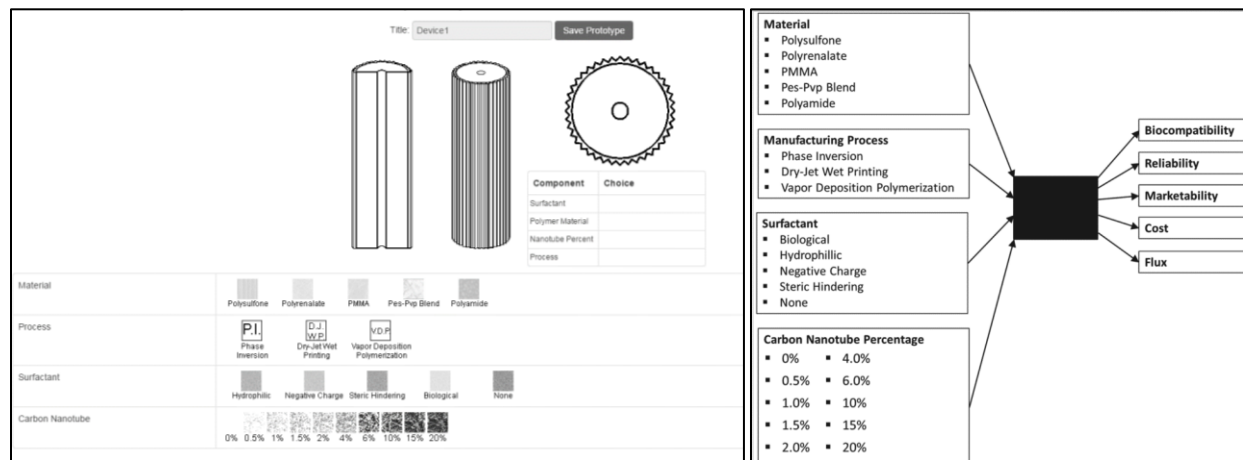 Title: Device1 Save Prototype
Component Choice
Surfactant
Polymer Material
Nanotube Percent
Process
Material
Polysulfone Polyrenalate PMMA Pes-Pvp Blend Polyamide
Process
P.I. D.J. W.P. V.D.P
Phase Inversion Dry-Jet Wet Printing Vapor Deposition Polymerization
Surfactant
Hydrophilic Negative Charge Steric Hindering Biological None
Carbon Nanotube
0% 0.5% 1% 1.5% 2% 4% 6% 10% 15% 20%
Material
▪ Polysulfone
▪ Polyrenalate
▪ PMMA
▪ Pes-Pvp Blend
▪ Polyamide
Manufacturing Process
▪ Phase Inversion
▪ Dry-Jet Wet Printing
▪ Vapor Deposition Polymerization
Surfactant
▪ Biological
▪ Hydrophillic
▪ Negative Charge
▪ Steric Hindering
▪ None
Carbon Nanotube Percentage
▪ 0% ▪ 4.0%
▪ 0.5% ▪ 6.0%
▪ 1.0% ▪ 10%
▪ 1.5% ▪ 15%
▪ 2.0% ▪ 20%
Biocompatibility
Reliability
Marketability
Cost
Flux